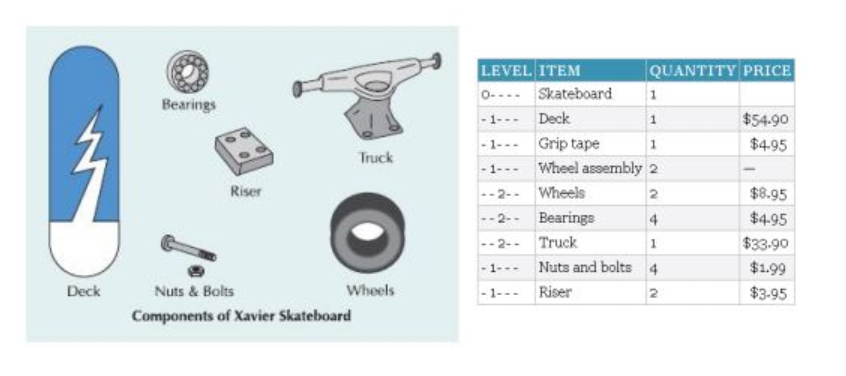 Bearings
Truck
Riser
Deck
Nuts & Bolts
Wheels
Components of Xavier Skateboard
LEVEL ITEM QUANTITY PRICE
0---- Skateboard 1
-1--- Deck 1 $54.90
-1--- Grip tape 1 $4.95
-1--- Wheel assembly 2 —
--2-- Wheels 2 $8.95
--2-- Bearings 4 $4.95
--2-- Truck 1 $33.90
-1--- Nuts and bolts 4 $1.99
-1--- Riser 2 $3.95